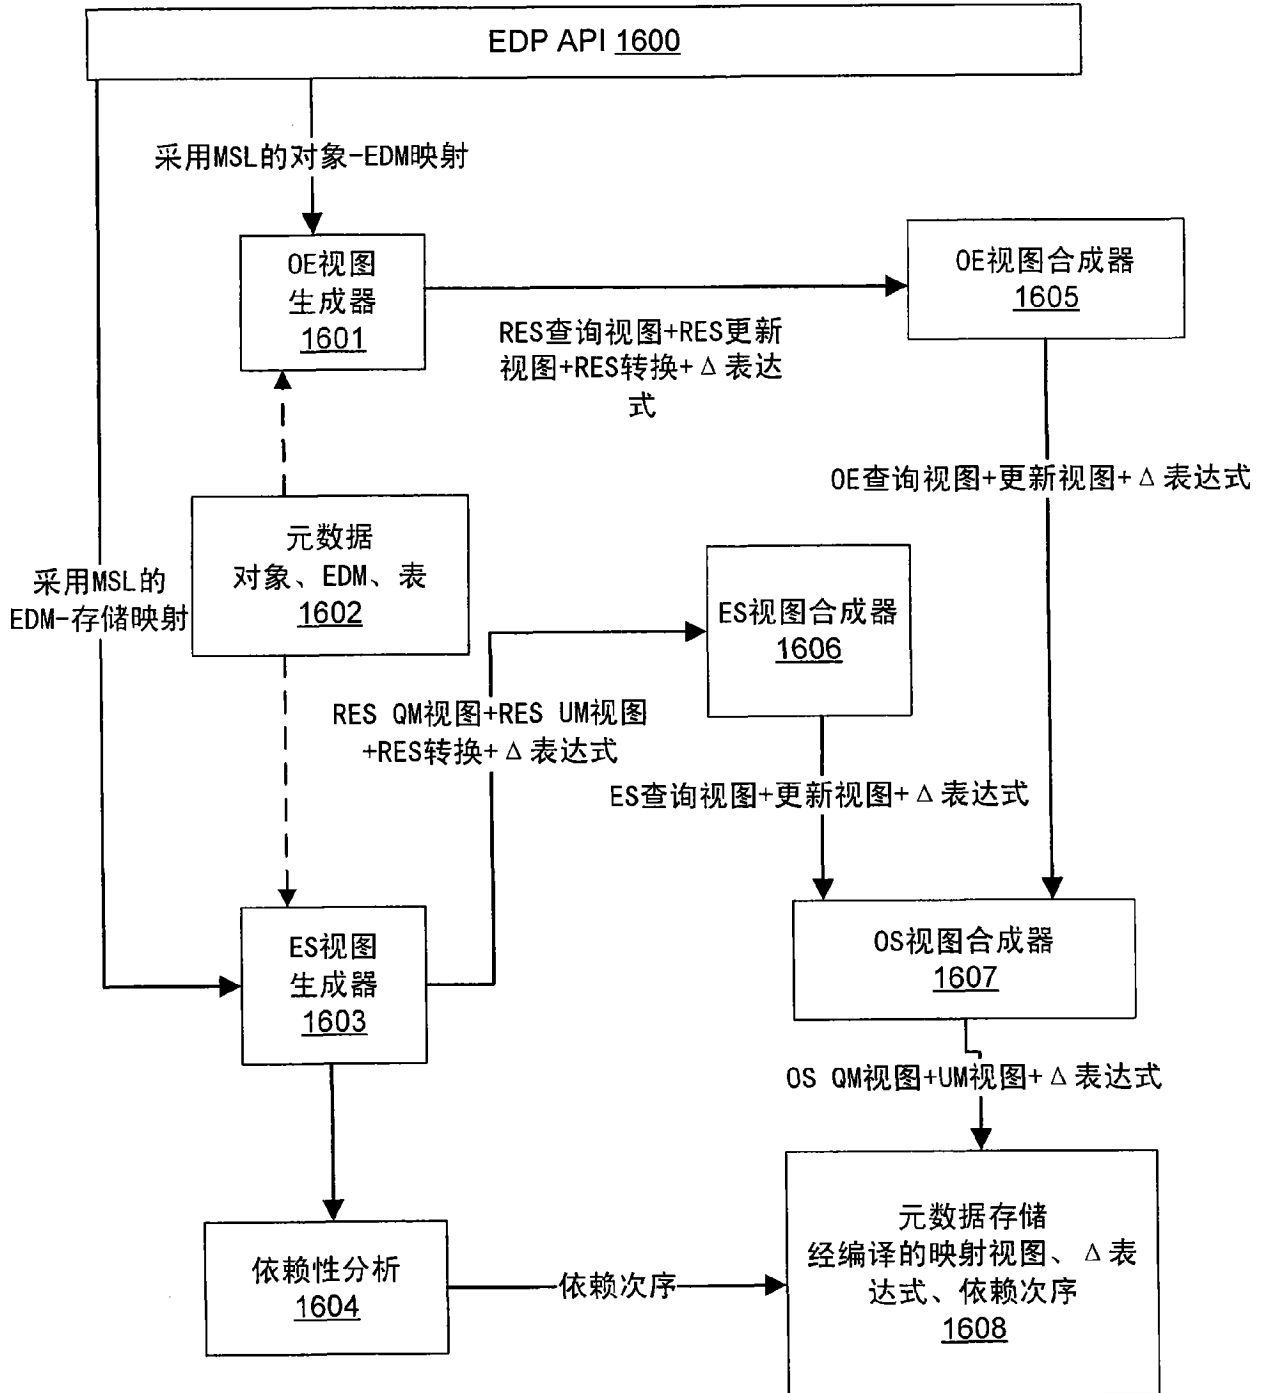 EDP API 1600
采用MSL的对象-EDM映射
OE视图
生成器
1601
OE视图合成器
1605
RES查询视图+RES更新
视图+RES转换+Δ表达
式
OE查询视图+更新视图+Δ表达式
元数据
对象、EDM、表
1602
采用MSL的
EDM-存储映射
ES视图合成器
1606
RES QM视图+RES UM视图
+RES转换+Δ表达式
ES查询视图+更新视图+Δ表达式
ES视图
生成器
1603
OS视图合成器
1607
OS QM视图+UM视图+Δ表达式
依赖性分析
1604
依赖次序
元数据存储
经编译的映射视图、Δ表
达式、依赖次序
1608